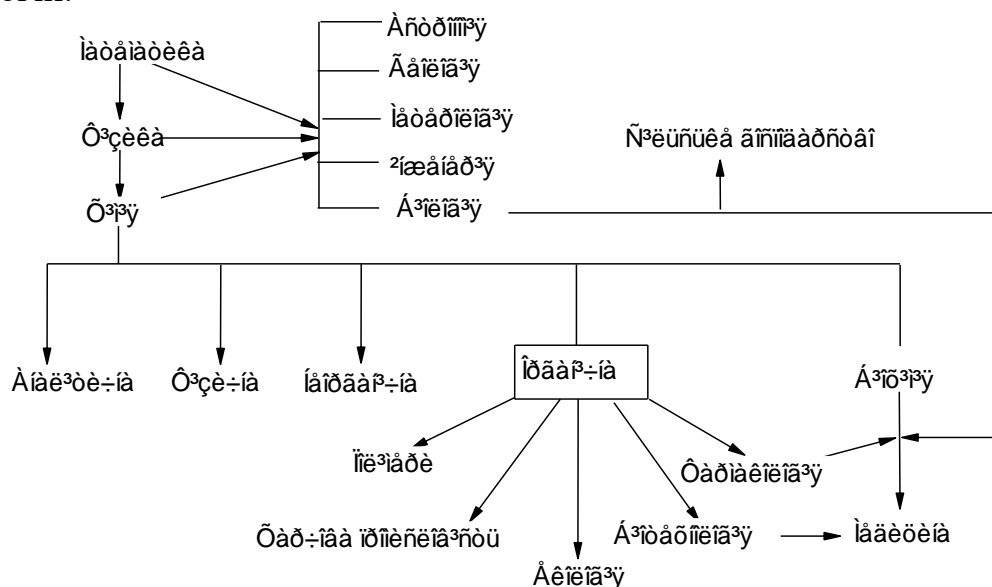 Àñòðîíîì³ÿ
Ìàòåìàòèêà
Ãåîëîã³ÿ
Ìåòåðîëîã³ÿ
Ô³çèêà
Ñ³ëüñüêå ãîñïîäàðñòâî
²íæåíåð³ÿ
Õ³ì³ÿ
Á³îëîã³ÿ
Àíàë³òè÷íà
Ô³çè÷íà
Íåîðãàí³÷íà
Îðãàí³÷íà
Á³îõ³ì³ÿ
Ïîë³ìåðè
Ôàðìàêîëîã³ÿ
Õàð÷îâà ïðîìèñëîâ³ñòü
Á³îòåõíîëîã³ÿ
Ìåäèöèíà
Åêîëîã³ÿ